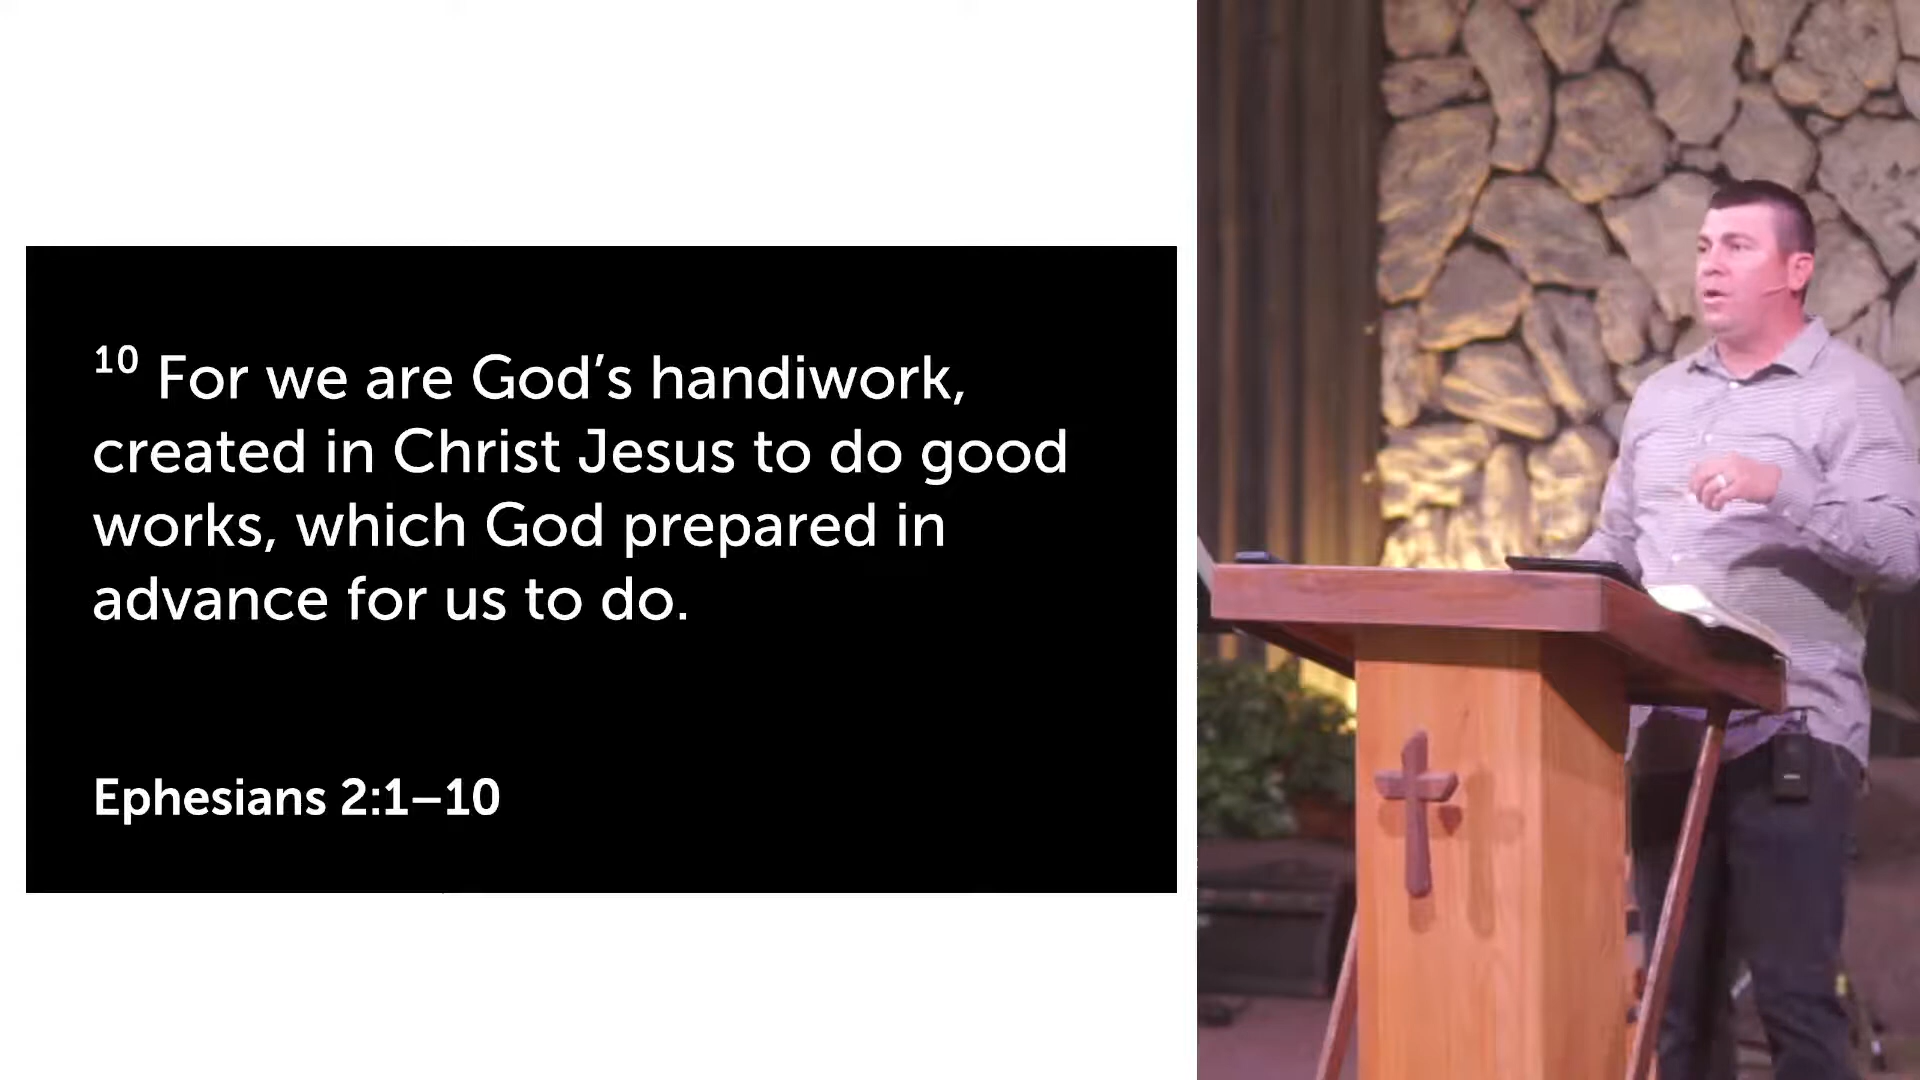 10 For we are God’s handiwork,
created in Christ Jesus to do good
works, which God prepared in
advance for us to do.
Ephesians 2:1–10